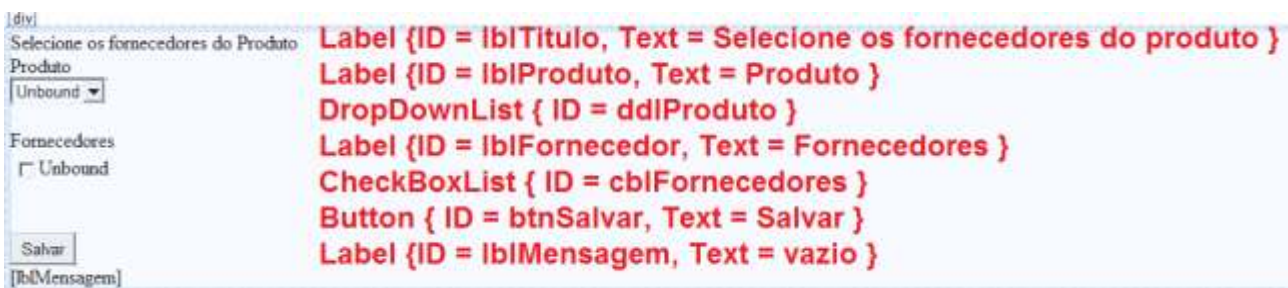 [div]
Selecione os fornecedores do Produto
Label {ID = lblTitulo, Text = Selecione os fornecedores do produto }
Produto
Label {ID = lblProduto, Text = Produto }
Unbound
DropDownList { ID = ddlProduto }
Fornecedores
Label {ID = lblFornecedor, Text = Fornecedores }
Unbound
CheckBoxList { ID = cblFornecedores }
Button { ID = btnSalvar, Text = Salvar }
Salvar
Label {ID = lblMensagem, Text = vazio }
[lblMensagem]